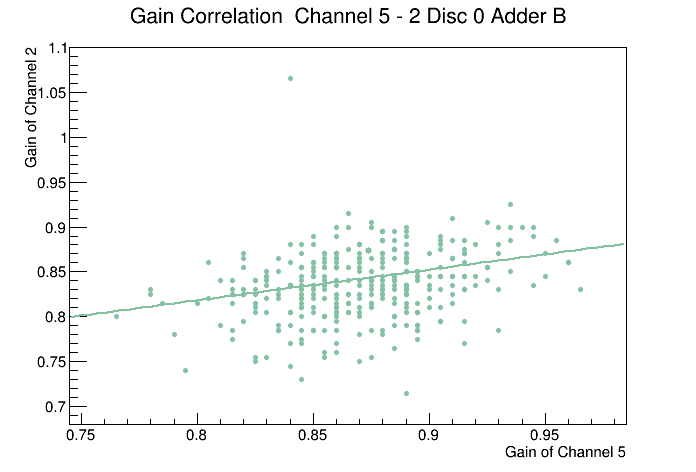 Gain Correlation  Channel 5 - 2 Disc 0 Adder B
Gain of Channel 2
1.1
1.05
1
0.95
0.9
0.85
0.8
0.75
0.7
0.75 0.8 0.85 0.9 0.95
Gain of Channel 5